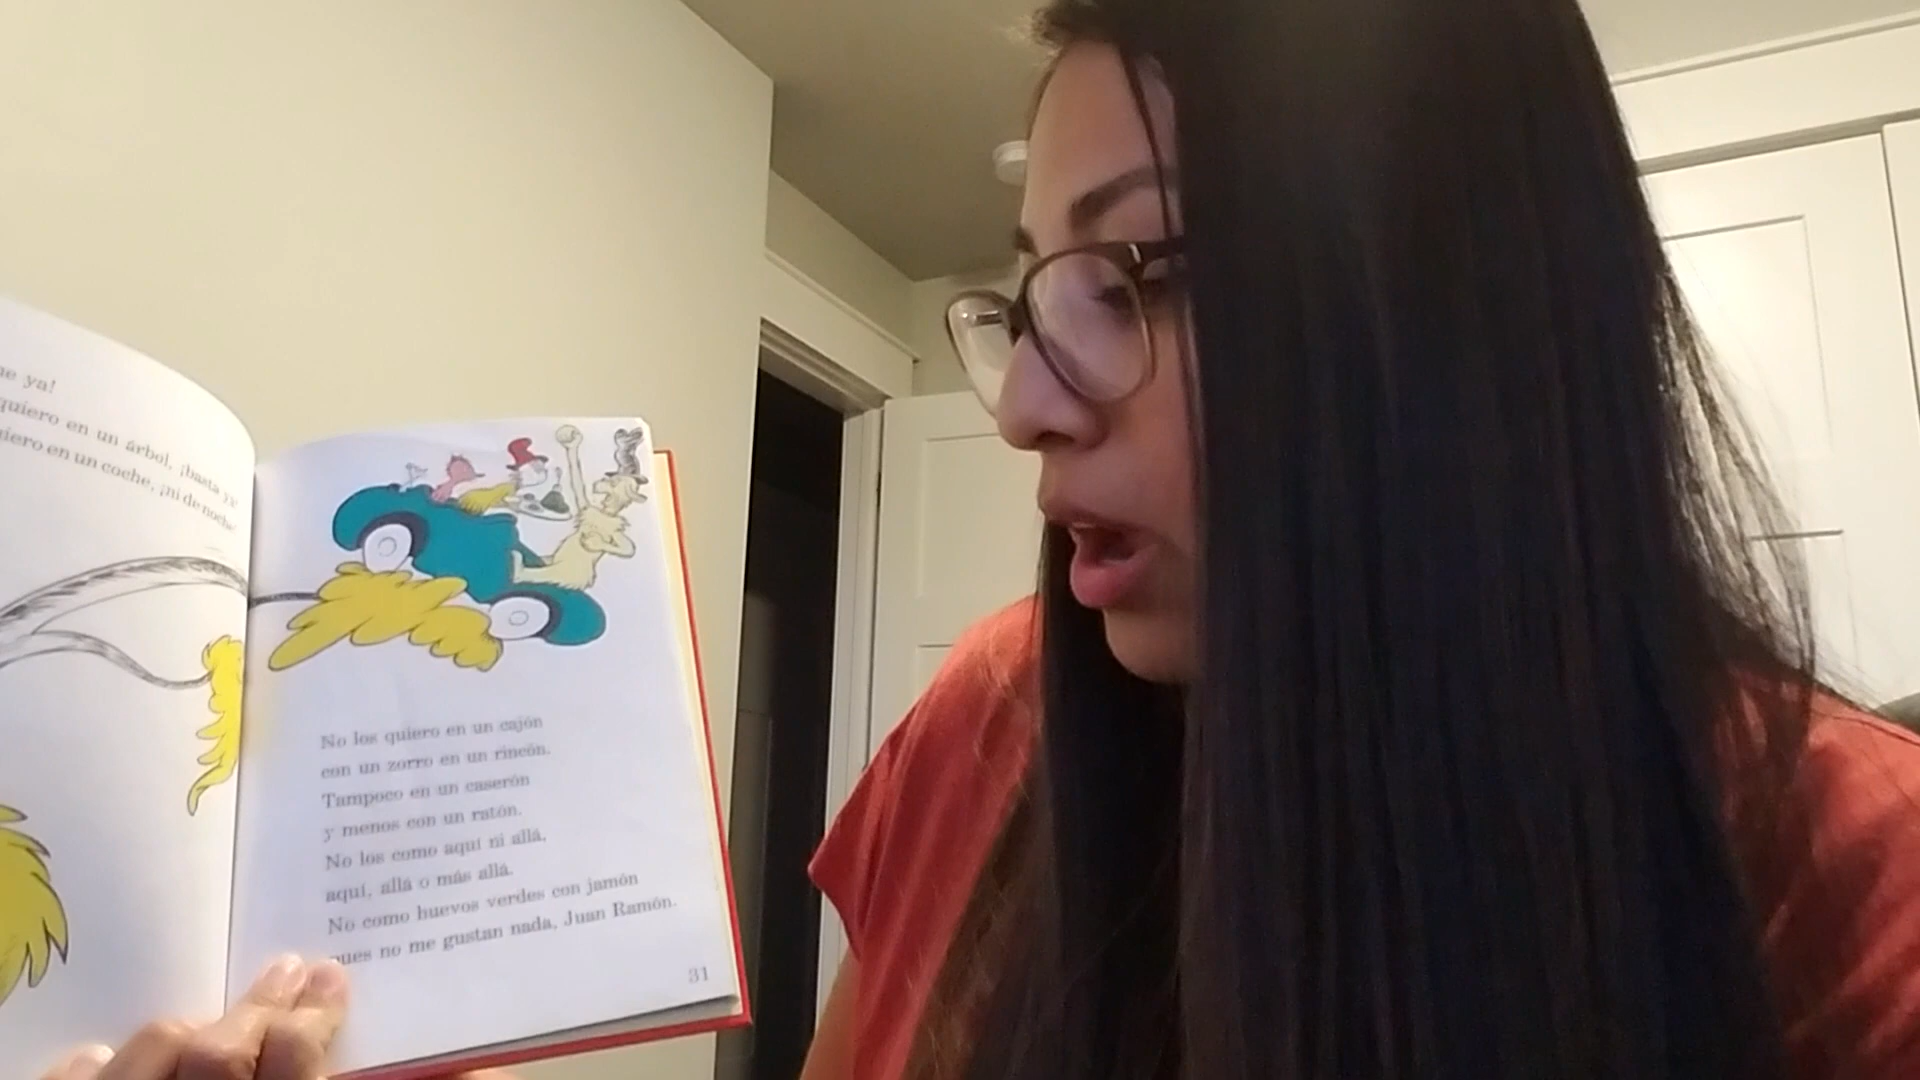 ne ya!
quiero en un árbol, ¡basta ya!
quiero en un coche, ¡ni de noche!
No los quiero en un cajón
con un zorro en un rincón.
Tampoco en un caserón
y menos con un ratón.
No los como aquí ni allá,
aquí, allá o más allá.
No como huevos verdes con jamón
pues no me gustan nada, Juan Ramón.
31